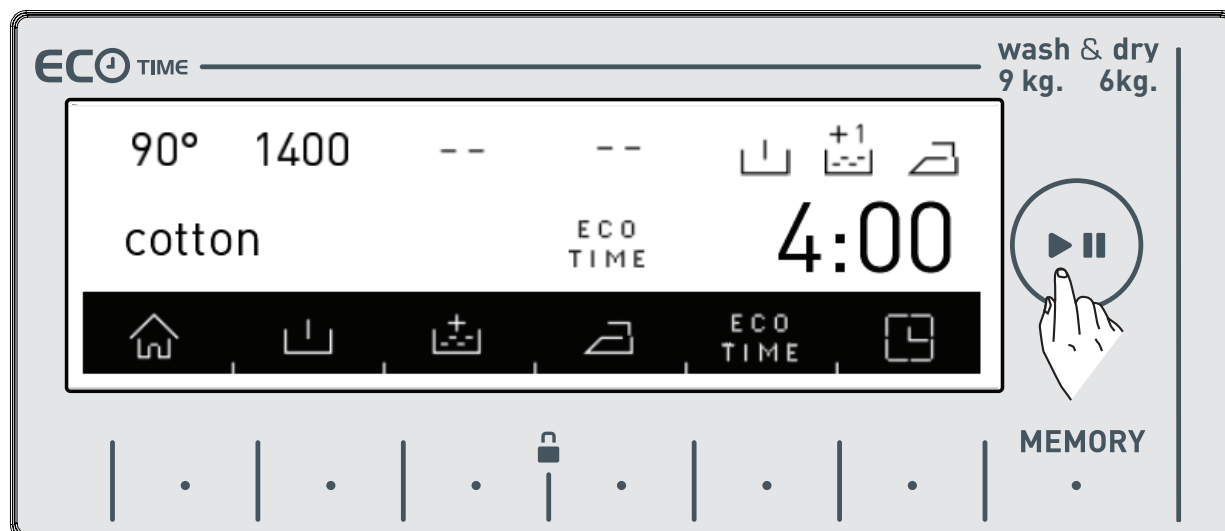 ECO TIME
wash & dry
9 kg. 6kg.
90° 1400 -- --
+1
cotton
ECO
TIME
4:00
ECO
TIME
MEMORY